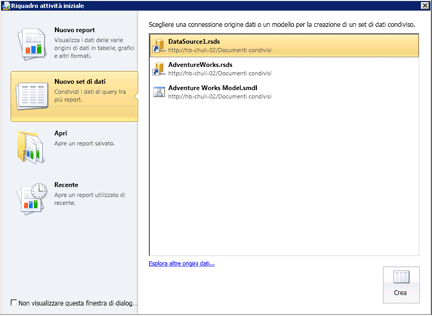 Riquadro attività iniziale
Nuovo report
Visualizza i dati delle varie
origini di dati in tabelle, grafici
e altri formati.
Nuovo set di dati
Condividi i dati di query tra
più report.
Apri
Apre un report salvato.
Recente
Apre un report utilizzato di
recente.
Non visualizzare questa finestra di dialog...
Scegliere una connessione origine dati o un modello per la creazione di un set di dati condiviso.
DataSource1.rsds
http://hb-chuli-02/Documenti condivisi
AdventureWorks.rsds
http://hb-chuli-02/Documenti condivisi
Adventure Works Model.smdl
http://hb-chuli-02/Documenti condivisi
Esplora altre origini dati...
Crea